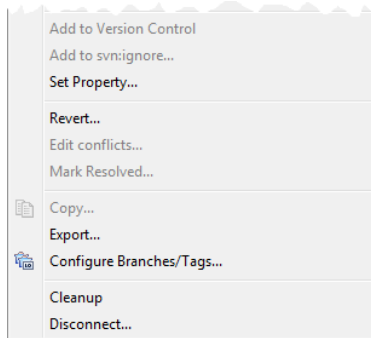 Add to Version Control
Add to svn:ignore...
Set Property...
Revert...
Edit conflicts...
Mark Resolved...
Copy...
Export...
Configure Branches/Tags...
Cleanup
Disconnect...